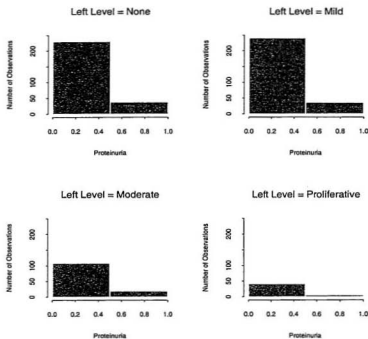 Left Level = None
Number of Observations
0 50 100 200
0.0 0.2 0.4 0.6 0.8 1.0
Proteinuria
Left Level = Mild
Number of Observations
0 50 100 200
0.0 0.2 0.4 0.6 0.8 1.0
Proteinuria
Left Level = Moderate
Number of Observations
0 50 100 200
0.0 0.2 0.4 0.6 0.8 1.0
Proteinuria
Left Level = Proliferative
Number of Observations
0 50 100 200
0.0 0.2 0.4 0.6 0.8 1.0
Proteinuria